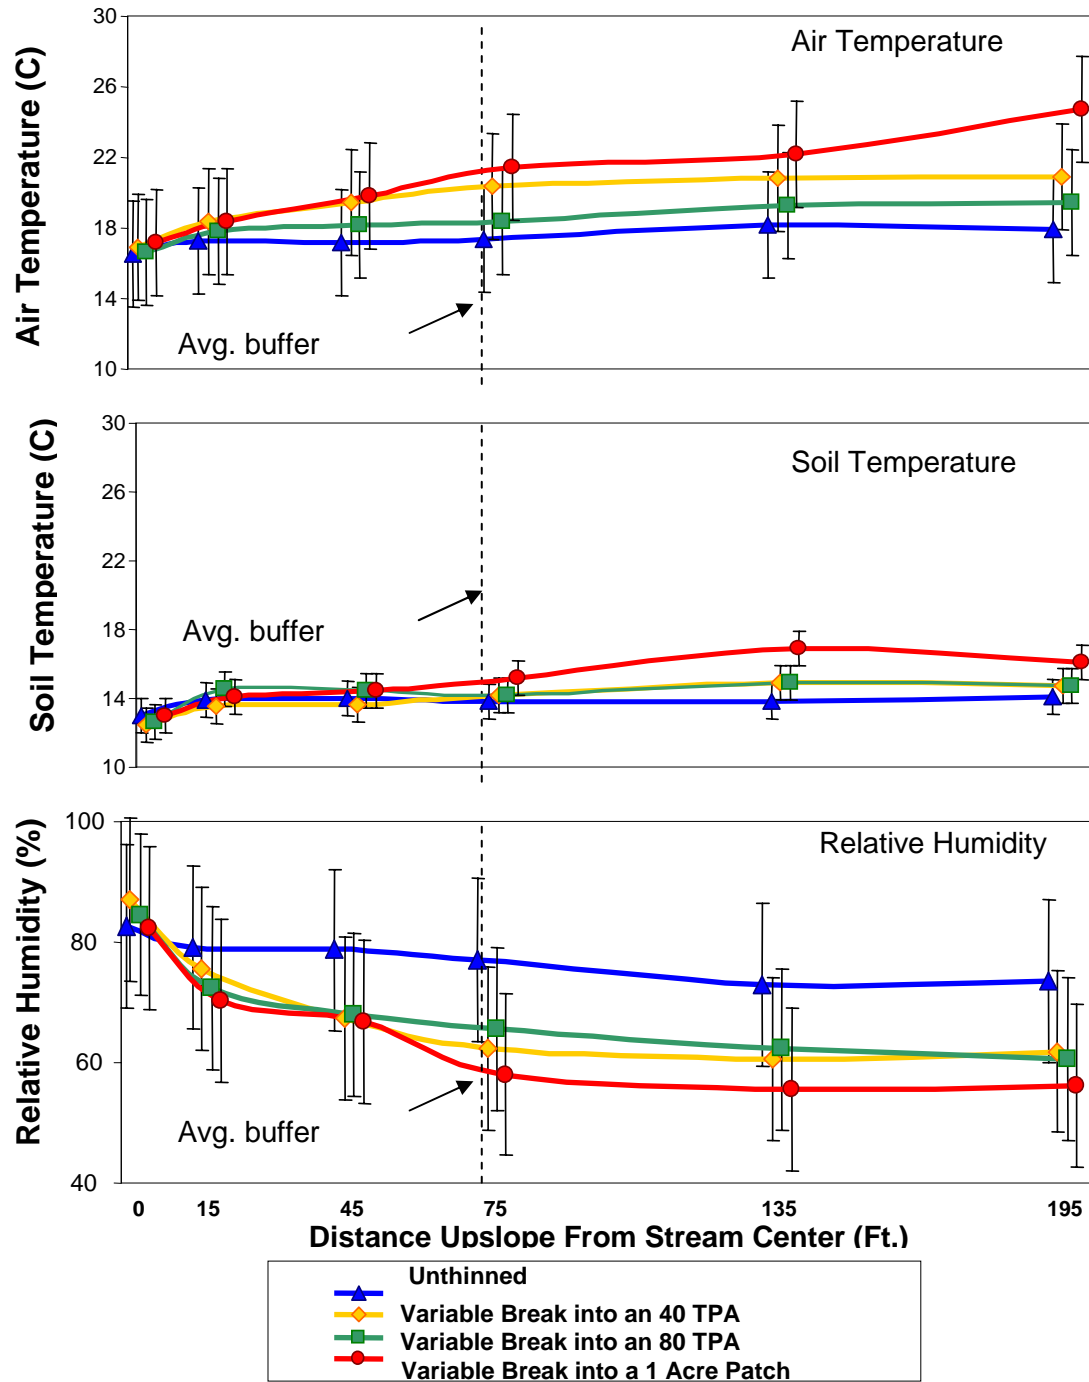 Air Temperature (C)
30
26
22
18
14
10
Air Temperature
Avg. buffer
Soil Temperature (C)
30
26
22
18
14
10
Soil Temperature
Avg. buffer
Relative Humidity (%)
100
80
60
40
Relative Humidity
Avg. buffer
0 15 45 75 135 195
Distance Upslope From Stream Center (Ft.)
Unthinned
Variable Break into an 40 TPA
Variable Break into an 80 TPA
Variable Break into a 1 Acre Patch